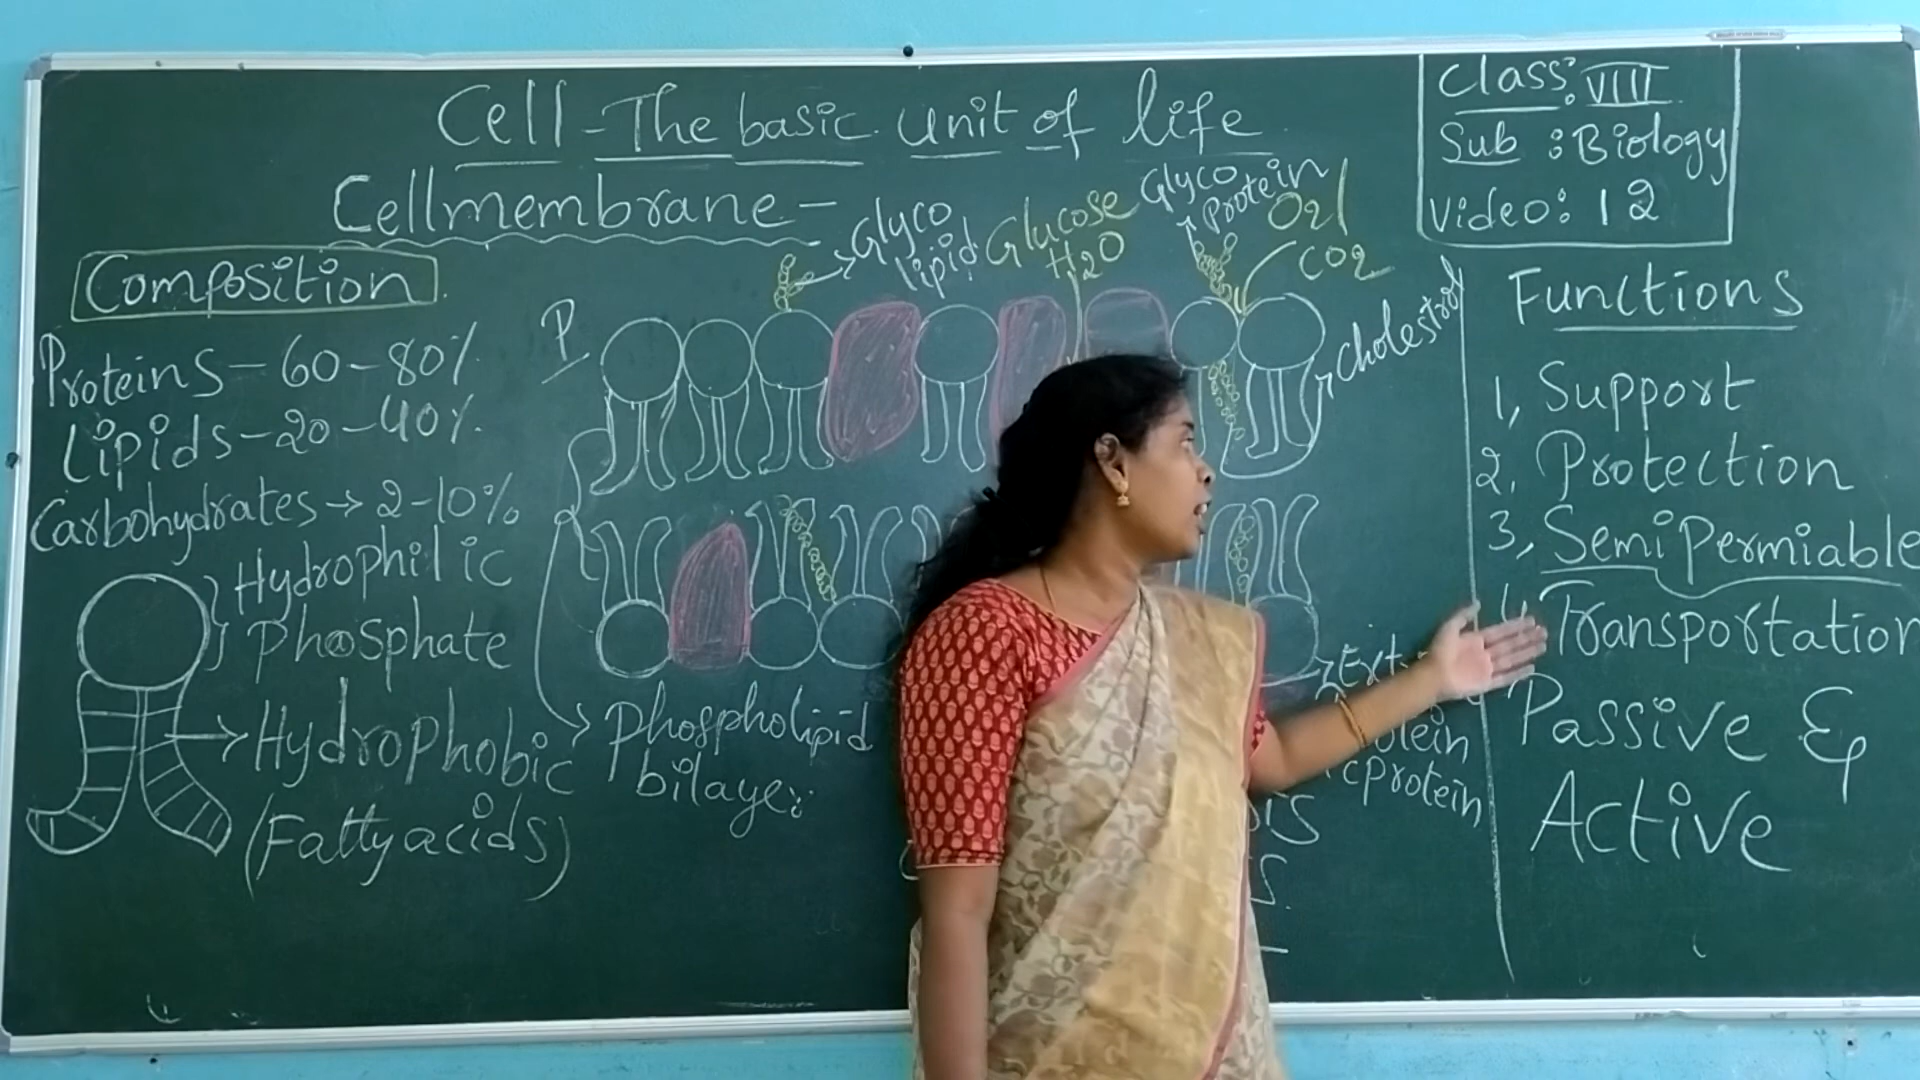 Cell - The basic unit of life
Class: VIII
Sub : Biology
Video: 12
Cellmembrane -
Composition
Proteins - 60 - 80%
Lipids - 20 - 40%
Carbohydrates → 2-10%
Hydrophilic
Phosphate
Hydrophobic
(Fatty acids)
P
Glyco
lipid
Glucose
H2O
Glyco
Protein
O2
CO2
Cholestrol
Phospholipid
bilayer
Protein
Functions
1, Support
2, Protection
3, Semi Permiable
4 Transportation
Passive &
Active